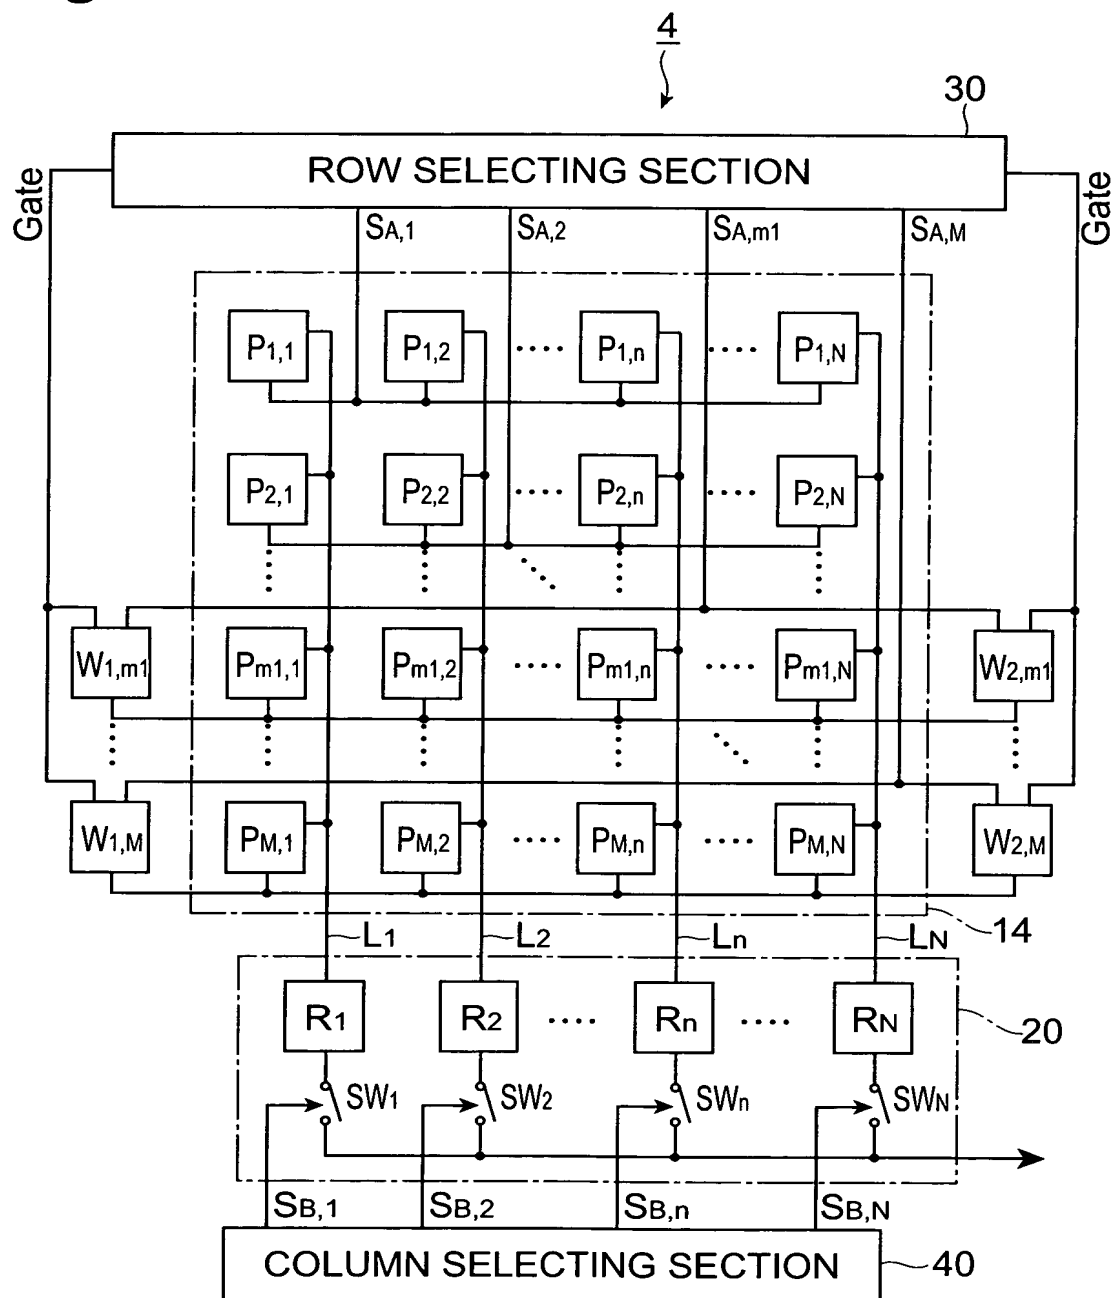 4
30
ROW SELECTING SECTION
Gate
Gate
SA,1 SA,2 SA,m1 SA,M
P1,1 P1,2 .... P1,n .... P1,N
P2,1 P2,2 .... P2,n .... P2,N
W1,m1 Pm1,1 Pm1,2 .... Pm1,n .... Pm1,N W2,m1
W1,M PM,1 PM,2 .... PM,n .... PM,N W2,M
L1 L2 Ln LN 14
R1 R2 .... Rn .... RN 20
SW1 SW2 SWn SWN
SB,1 SB,2 SB,n SB,N
COLUMN SELECTING SECTION 40